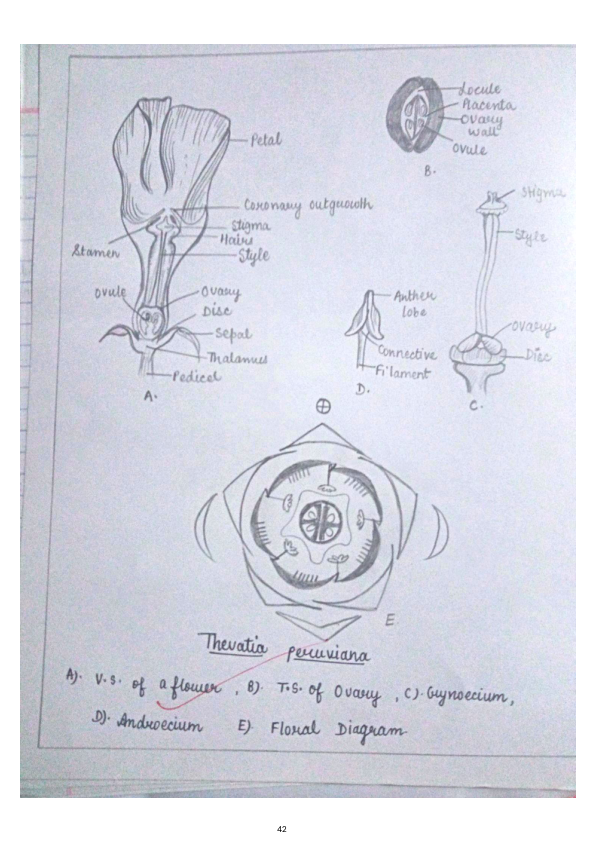 Petal
Coronary outgrowth
Stigma
Hairs
Style
Stamen
Ovule
Ovary
Disc
Sepal
Thalamus
Pedicel
A.
Locule
Placenta
Ovary
wall
Ovule
B.
Stigma
Style
Ovary
Disc
C.
Anther
lobe
Connective
Filament
D.
E.
Thevatia peruviana
A). V.S. of a flower, B). T.S. of Ovary, C). Gynoecium,
D). Androecium E) Floral Diagram
42